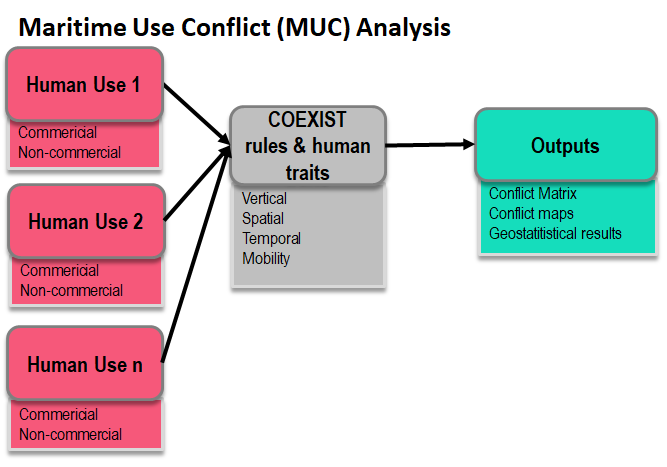 Maritime Use Conflict (MUC) Analysis
Human Use 1
Commericial
Non-commercial
Human Use 2
Commericial
Non-commercial
Human Use n
Commericial
Non-commercial
COEXIST
rules & human
traits
Vertical
Spatial
Temporal
Mobility
Outputs
Conflict Matrix
Conflict maps
Geostatitistical results